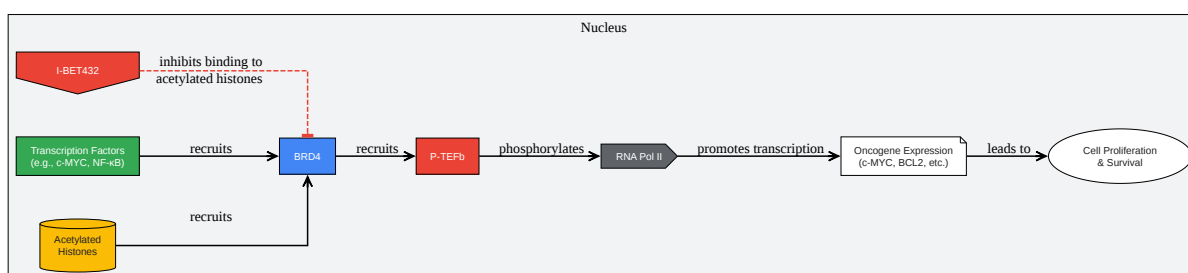 Nucleus
I-BET432
inhibits binding to
acetylated histones
Transcription Factors
(e.g., c-MYC, NF-κB)
recruits
BRD4
recruits
P-TEFb
phosphorylates
RNA Pol II
promotes transcription
Oncogene Expression
(c-MYC, BCL2, etc.)
leads to
Cell Proliferation
& Survival
recruits
Acetylated
Histones